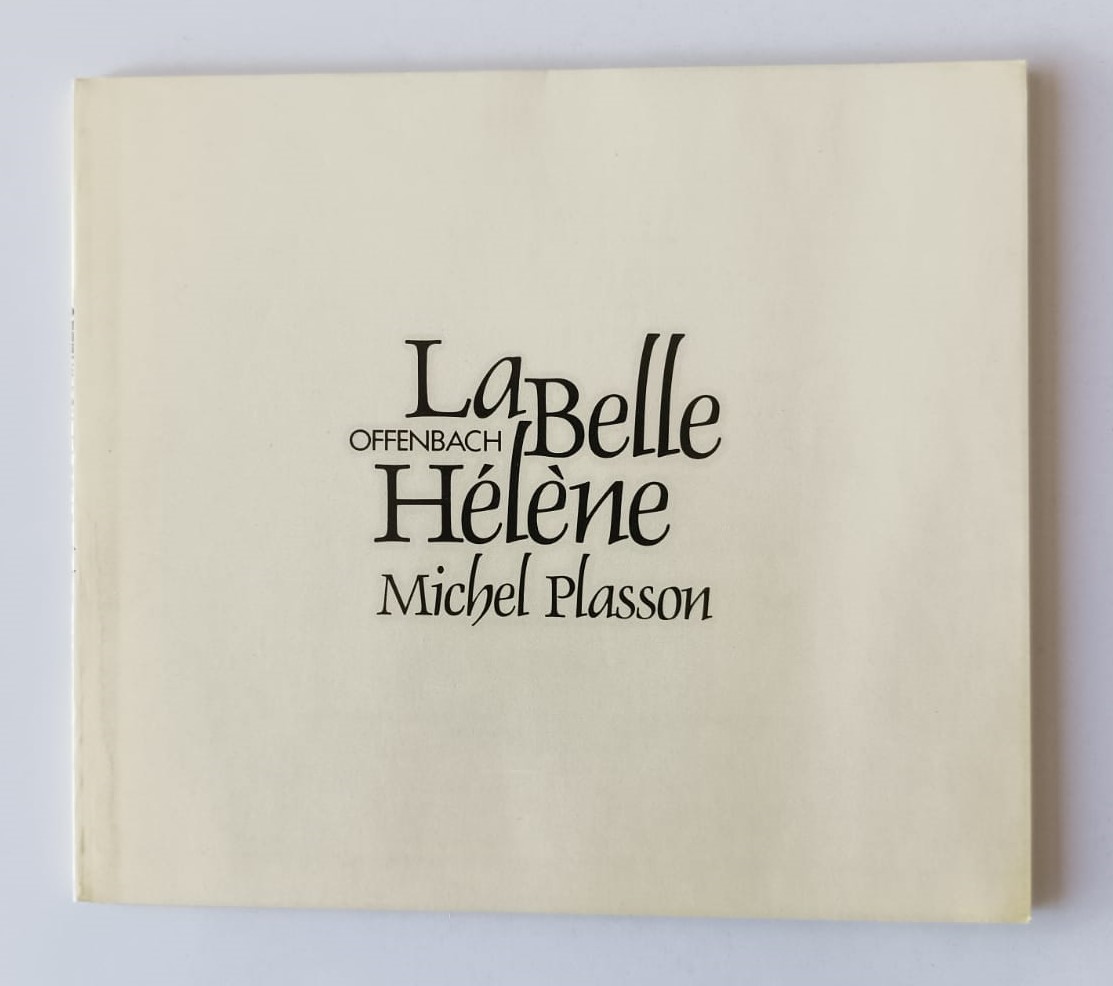 La Belle
OFFENBACH
Hélène
Michel Plasson